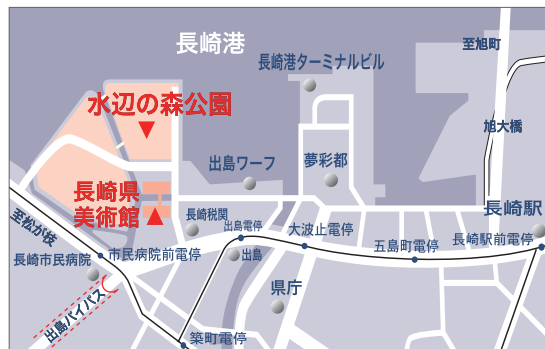 長崎港
至旭町
長崎港ターミナルビル
水辺の森公園
旭大橋
出島ワーフ
夢彩都
長崎県
美術館
長崎駅
至松が枝
長崎税関
出島電停
大波止電停
五島町電停
長崎駅前電停
市民病院前電停
長崎市民病院
出島
県庁
出島バイパス
築町電停